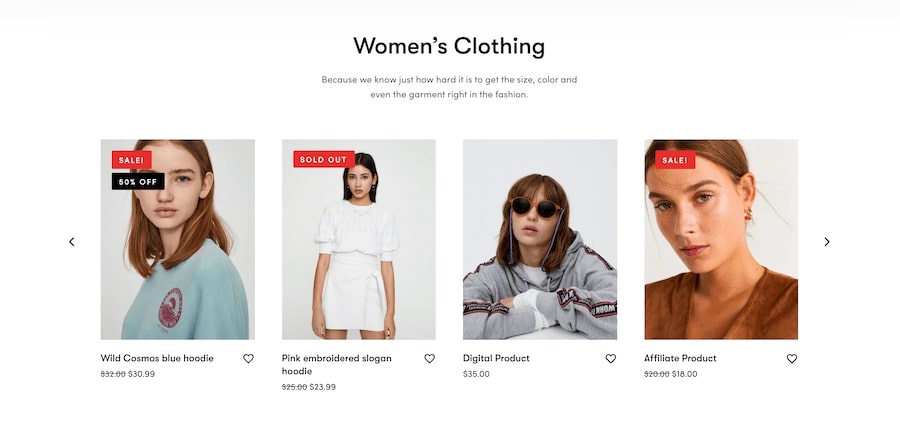 Women’s Clothing
Because we know just how hard it is to get the size, color and
even the garment right in the fashion.
SALE!
50% OFF
SOLD OUT
SALE!
Wild Cosmos blue hoodie
$32.00 $30.99
Pink embroidered slogan
hoodie
$25.00 $23.99
Digital Product
$35.00
Affiliate Product
$20.00 $18.00